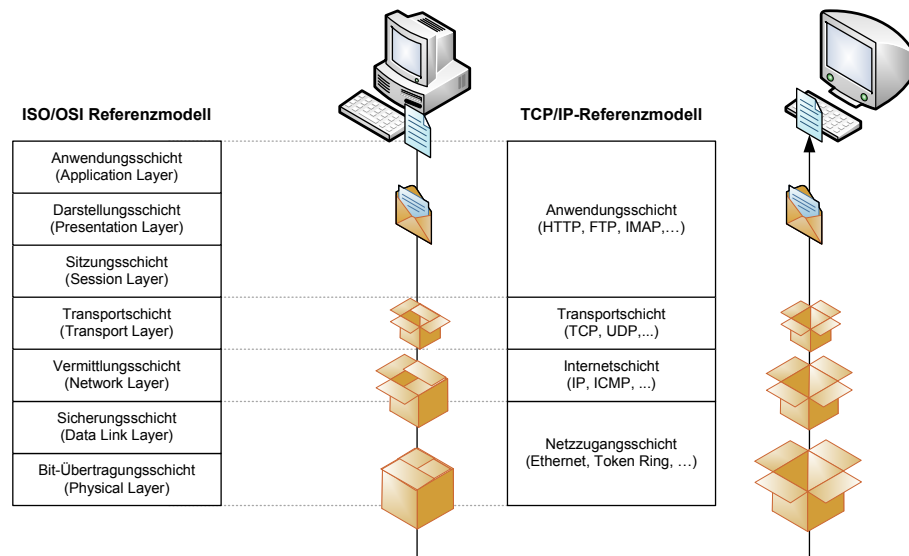 ISO/OSI Referenzmodell
Anwendungsschicht
(Application Layer)
Darstellungsschicht
(Presentation Layer)
Sitzungsschicht
(Session Layer)
Transportschicht
(Transport Layer)
Vermittlungsschicht
(Network Layer)
Sicherungsschicht
(Data Link Layer)
Bit-Übertragungsschicht
(Physical Layer)
TCP/IP-Referenzmodell
Anwendungsschicht
(HTTP, FTP, IMAP,…)
Transportschicht
(TCP, UDP,...)
Internetschicht
(IP, ICMP, ...)
Netzzugangsschicht
(Ethernet, Token Ring, …)